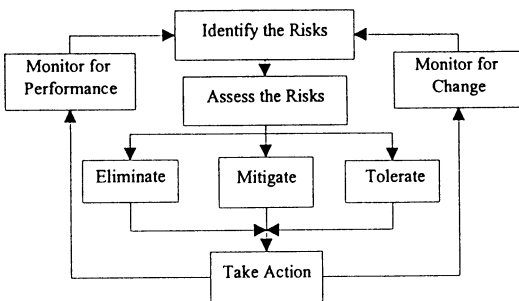 Identify the Risks
Monitor for
Performance
Monitor for
Change
Assess the Risks
Eliminate
Mitigate
Tolerate
Take Action